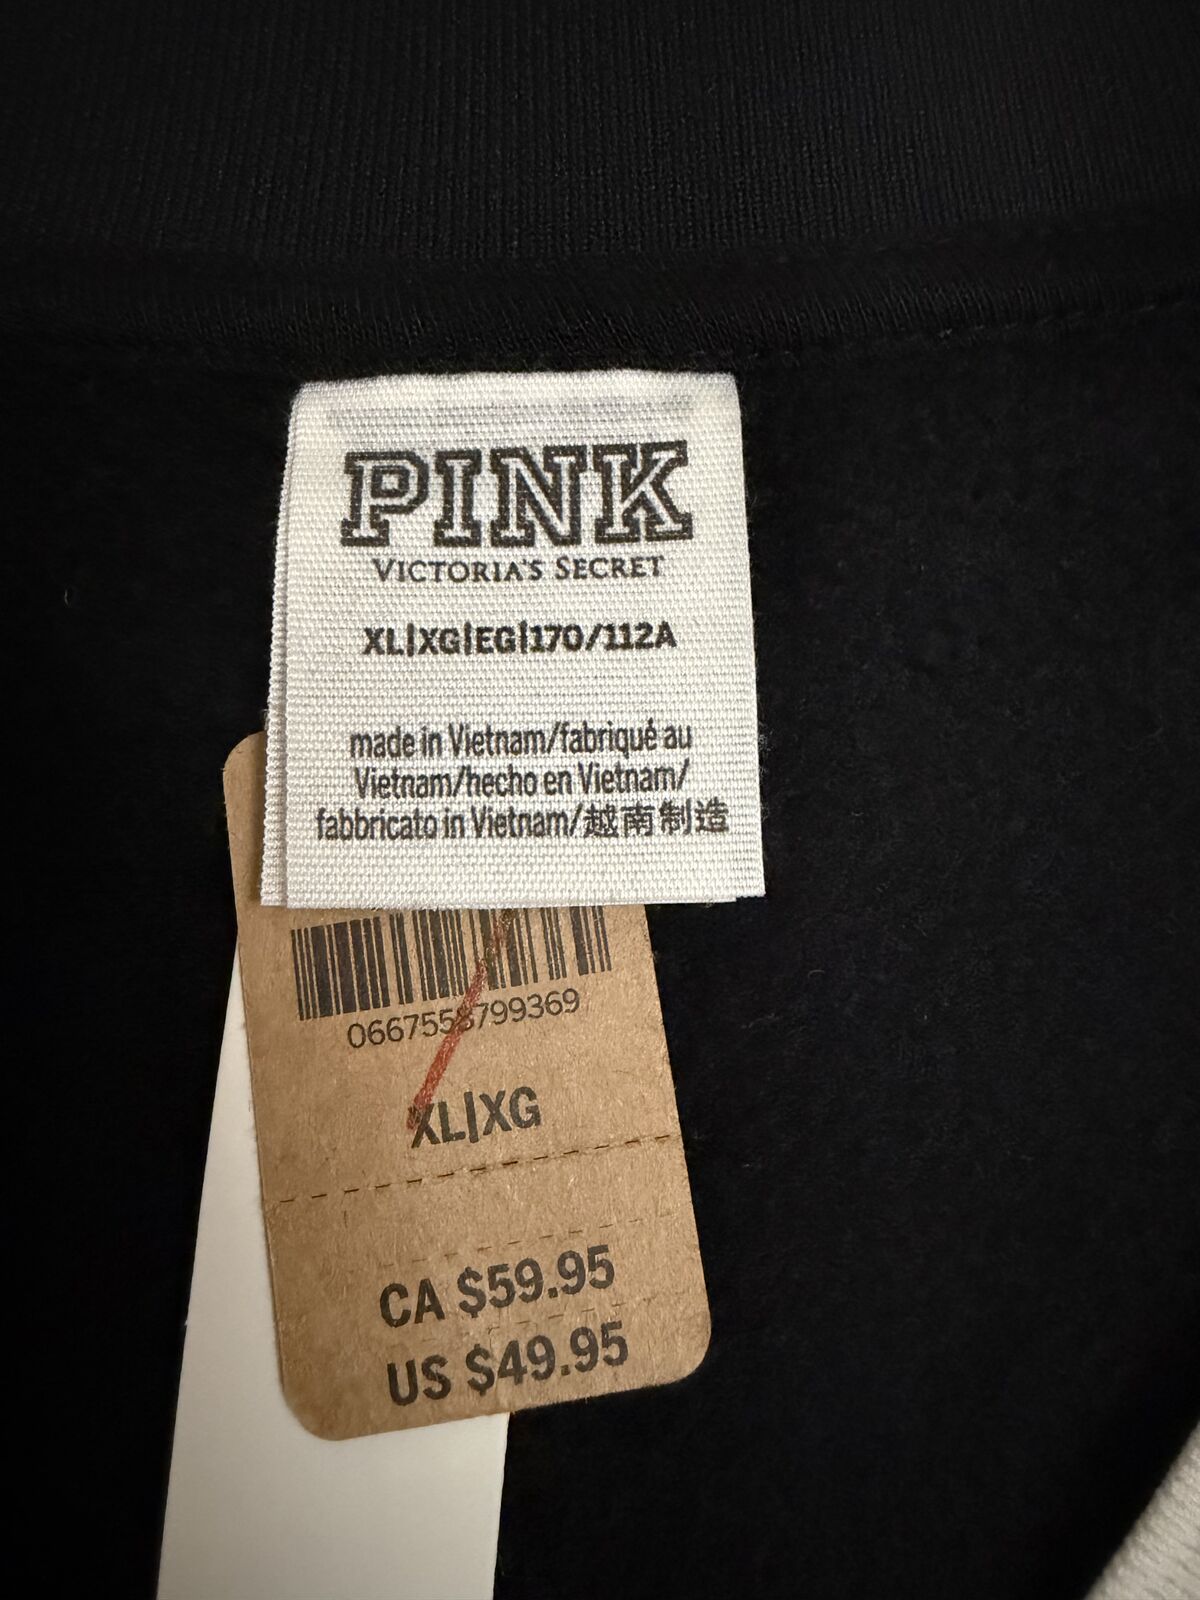 PINK
VICTORIA'S SECRET
XL|XG|EG|170/112A
made in Vietnam/fabriqué au
Vietnam/hecho en Vietnam/
fabbricato in Vietnam/越南制造
0667558799369
XL|XG
CA $59.95
US $49.95